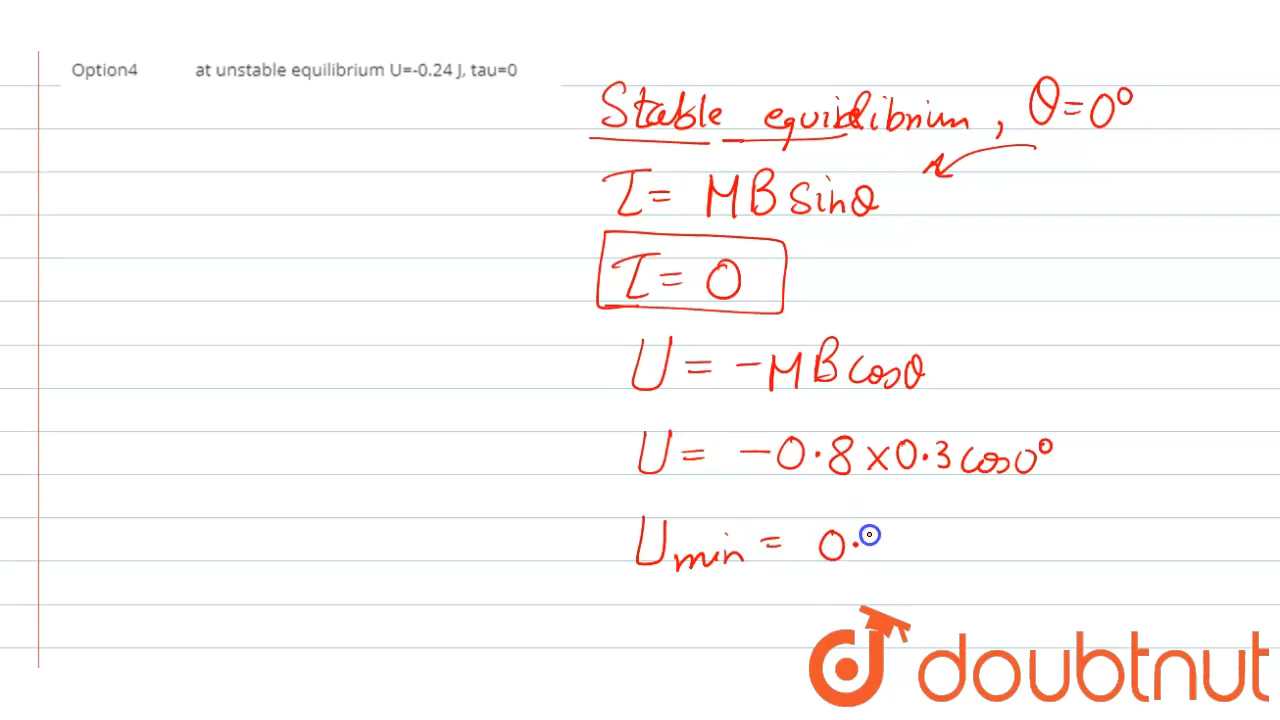 Option4 at unstable equilibrium U=-0.24 J, tau=0
Stable equilibrium, θ=0°
τ= MB sinθ
τ= 0
U = -MB cosθ
U = -0.8×0.3 cos0°
Umin = 0.
doubtnut